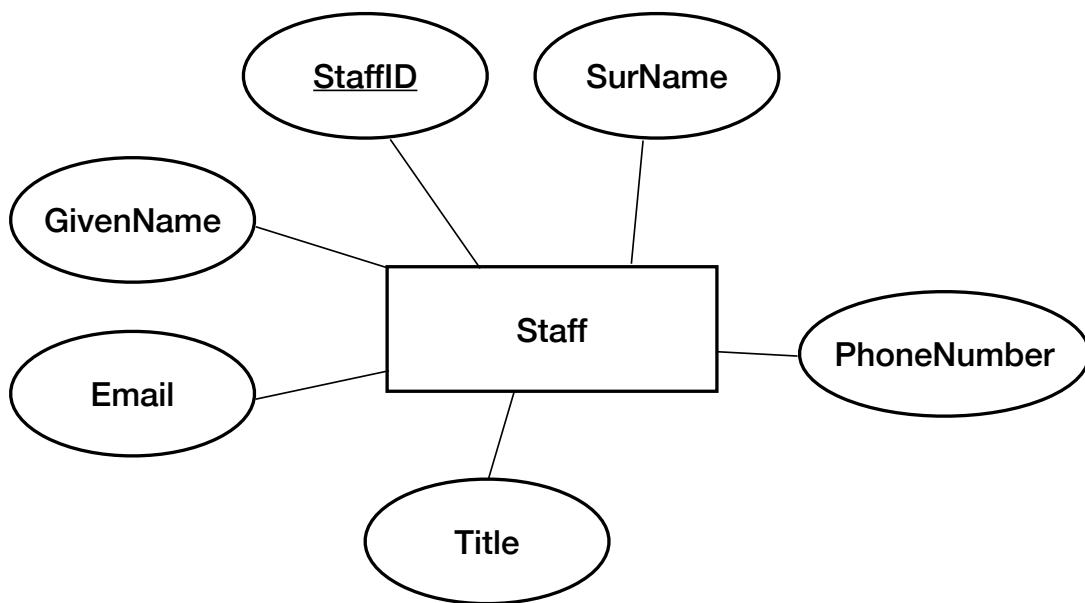 StaffID
SurName
GivenName
Staff
PhoneNumber
Email
Title